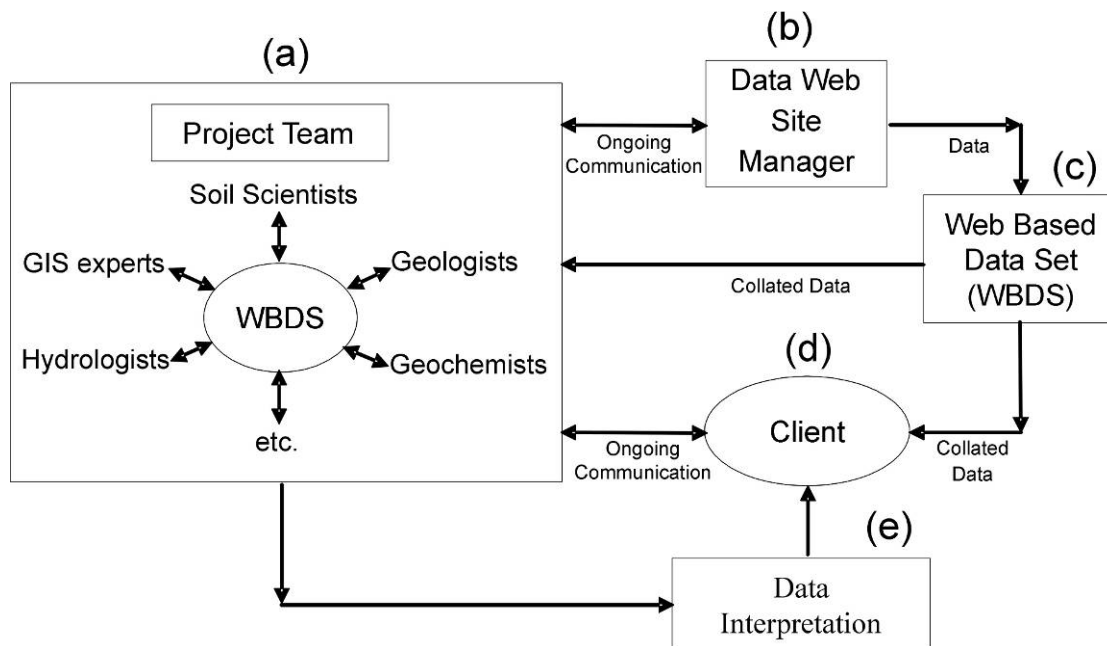 (a)
Project Team
Soil Scientists
GIS experts
Geologists
WBDS
Hydrologists
Geochemists
etc.
(b)
Data Web
Site
Manager
Ongoing
Communication
Data
(c)
Web Based
Data Set
(WBDS)
Collated Data
(d)
Client
Ongoing
Communication
Collated
Data
(e)
Data
Interpretation